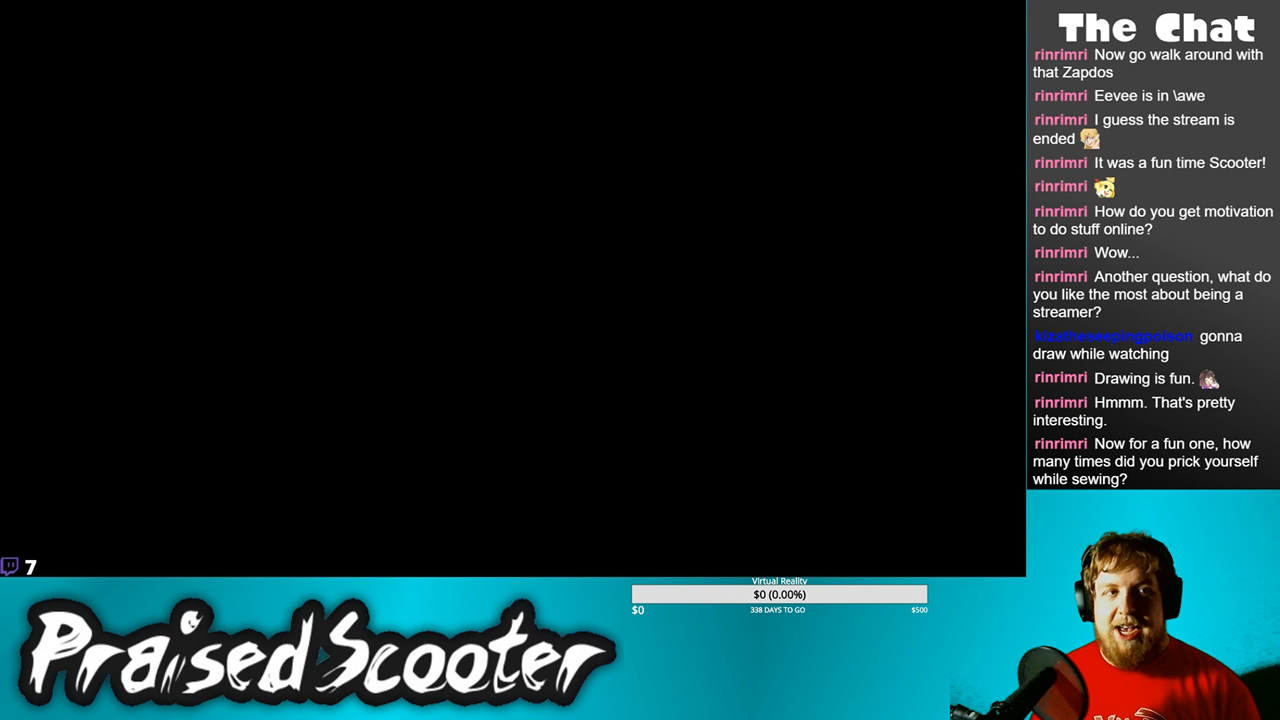 The Chat
rinrimri Now go walk around with
that Zapdos
rinrimri Eevee is in \awe
rinrimri I guess the stream is
ended
rinrimri It was a fun time Scooter!
rinrimri
rinrimri How do you get motivation
to do stuff online?
rinrimri Wow...
rinrimri Another question, what do
you like the most about being a
streamer?
gonna
draw while watching
rinrimri Drawing is fun.
rinrimri Hmmm. That's pretty
interesting.
rinrimri Now for a fun one, how
many times did you prick yourself
while sewing?
7
Virtual Reality
$0 (0.00%)
$0 338 DAYS TO GO $500
PraisedScooter